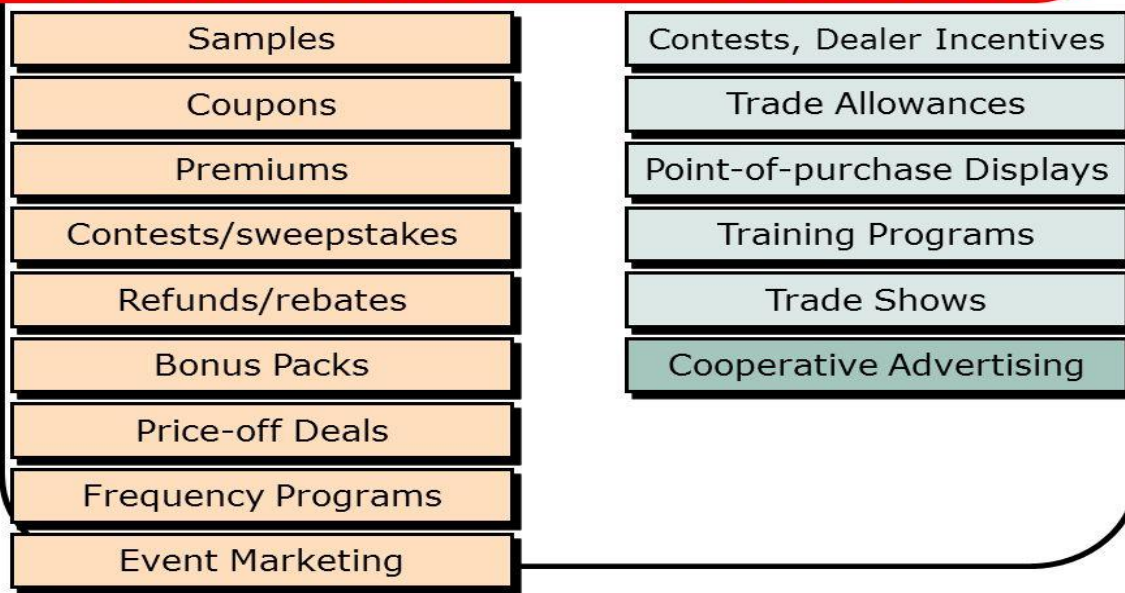 Samples
Coupons
Premiums
Contests/sweepstakes
Refunds/rebates
Bonus Packs
Price-off Deals
Frequency Programs
Event Marketing
Contests, Dealer Incentives
Trade Allowances
Point-of-purchase Displays
Training Programs
Trade Shows
Cooperative Advertising